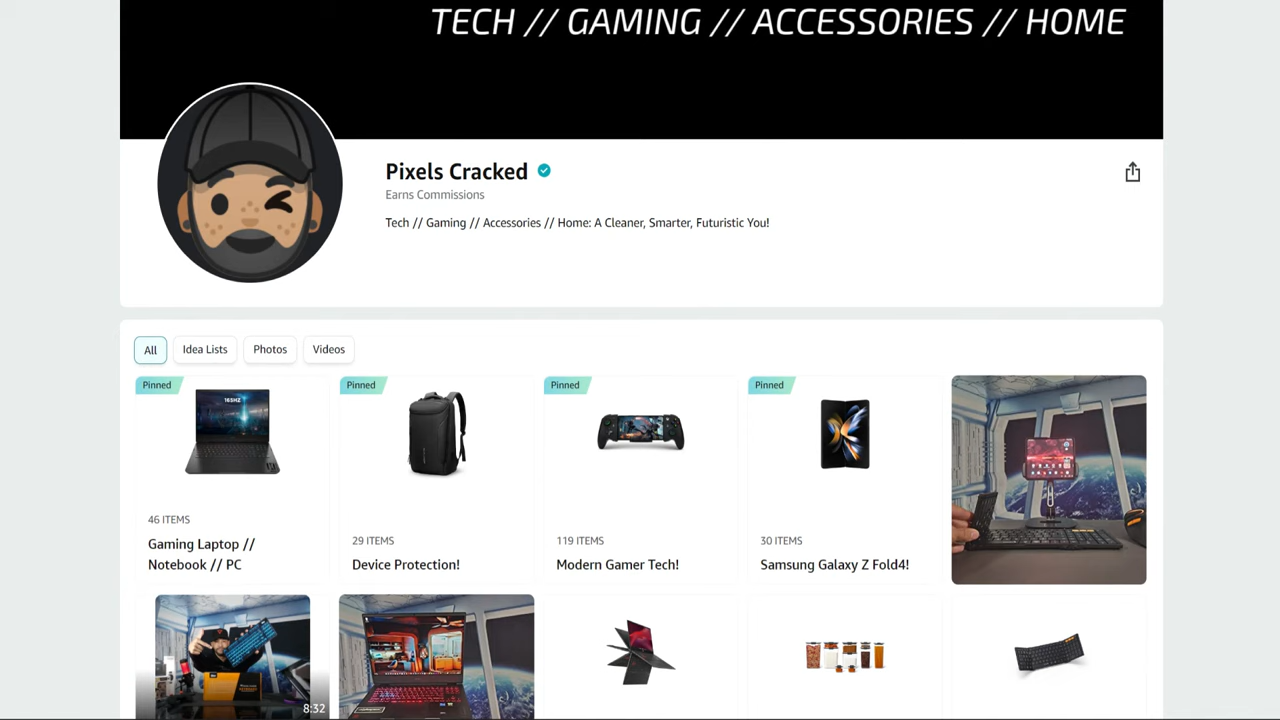 TECH // GAMING // ACCESSORIES // HOME
Pixels Cracked
Earns Commissions
Tech // Gaming // Accessories // Home: A Cleaner, Smarter, Futuristic You!
All
Idea Lists
Photos
Videos
Pinned
165HZ
46 ITEMS
Gaming Laptop //
Notebook // PC
Pinned
29 ITEMS
Device Protection!
Pinned
119 ITEMS
Modern Gamer Tech!
Pinned
30 ITEMS
Samsung Galaxy Z Fold4!
8:32